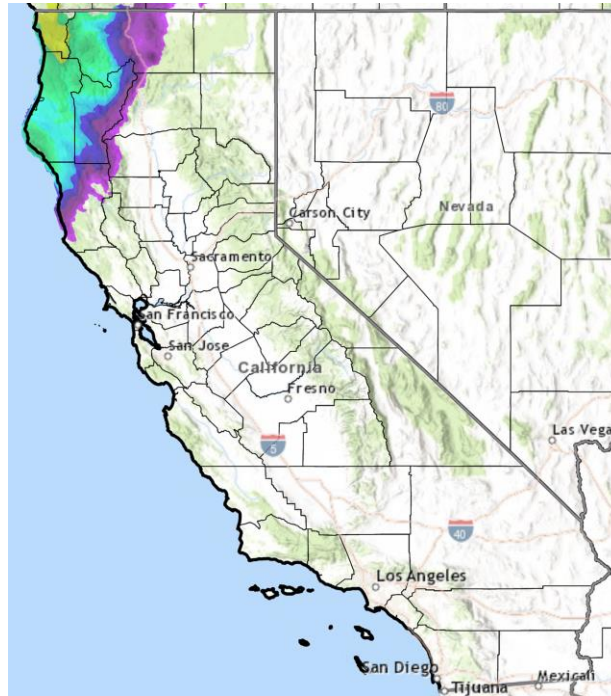 80
Nevada
Carson City
Sacramento
San Francisco
San Jose
California
Fresno
Las Vega
5
40
Los Angeles
San Diego
Tijuana
Mexicali